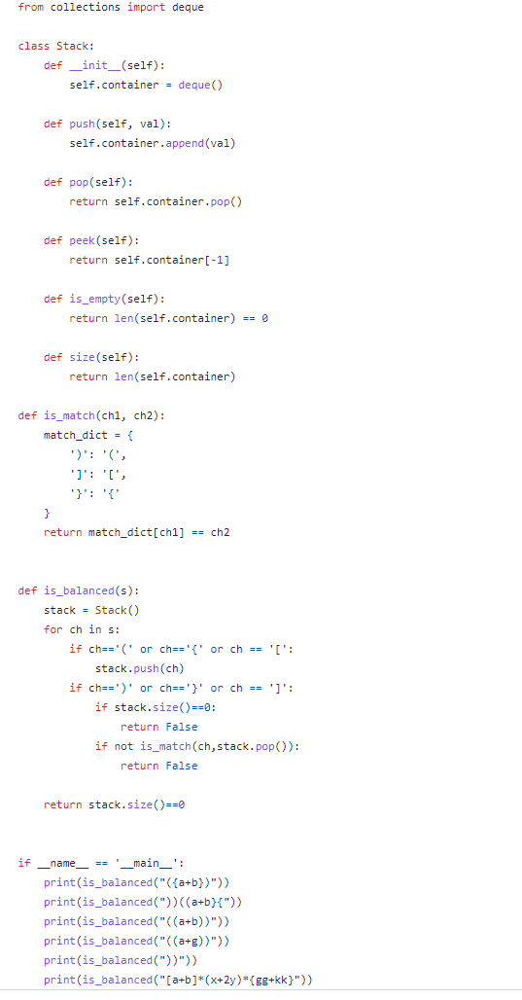 from collections import deque

class Stack:
    def __init__(self):
        self.container = deque()

    def push(self, val):
        self.container.append(val)

    def pop(self):
        return self.container.pop()

    def peek(self):
        return self.container[-1]

    def is_empty(self):
        return len(self.container) == 0

    def size(self):
        return len(self.container)

def is_match(ch1, ch2):
    match_dict = {
        ')': '(',
        ']': '[',
        '}': '{'
    }
    return match_dict[ch1] == ch2


def is_balanced(s):
    stack = Stack()
    for ch in s:
        if ch=='(' or ch=='{' or ch == '[':
            stack.push(ch)
        if ch==')' or ch=='}' or ch == ']':
            if stack.size()==0:
                return False
            if not is_match(ch,stack.pop()):
                return False

    return stack.size()==0


if __name__ == '__main__':
    print(is_balanced("({a+b})"))
    print(is_balanced("))((a+b}{"))
    print(is_balanced("((a+b))"))
    print(is_balanced("((a+g))"))
    print(is_balanced("))"))
    print(is_balanced("[a+b]*(x+2y)*{gg+kk}"))